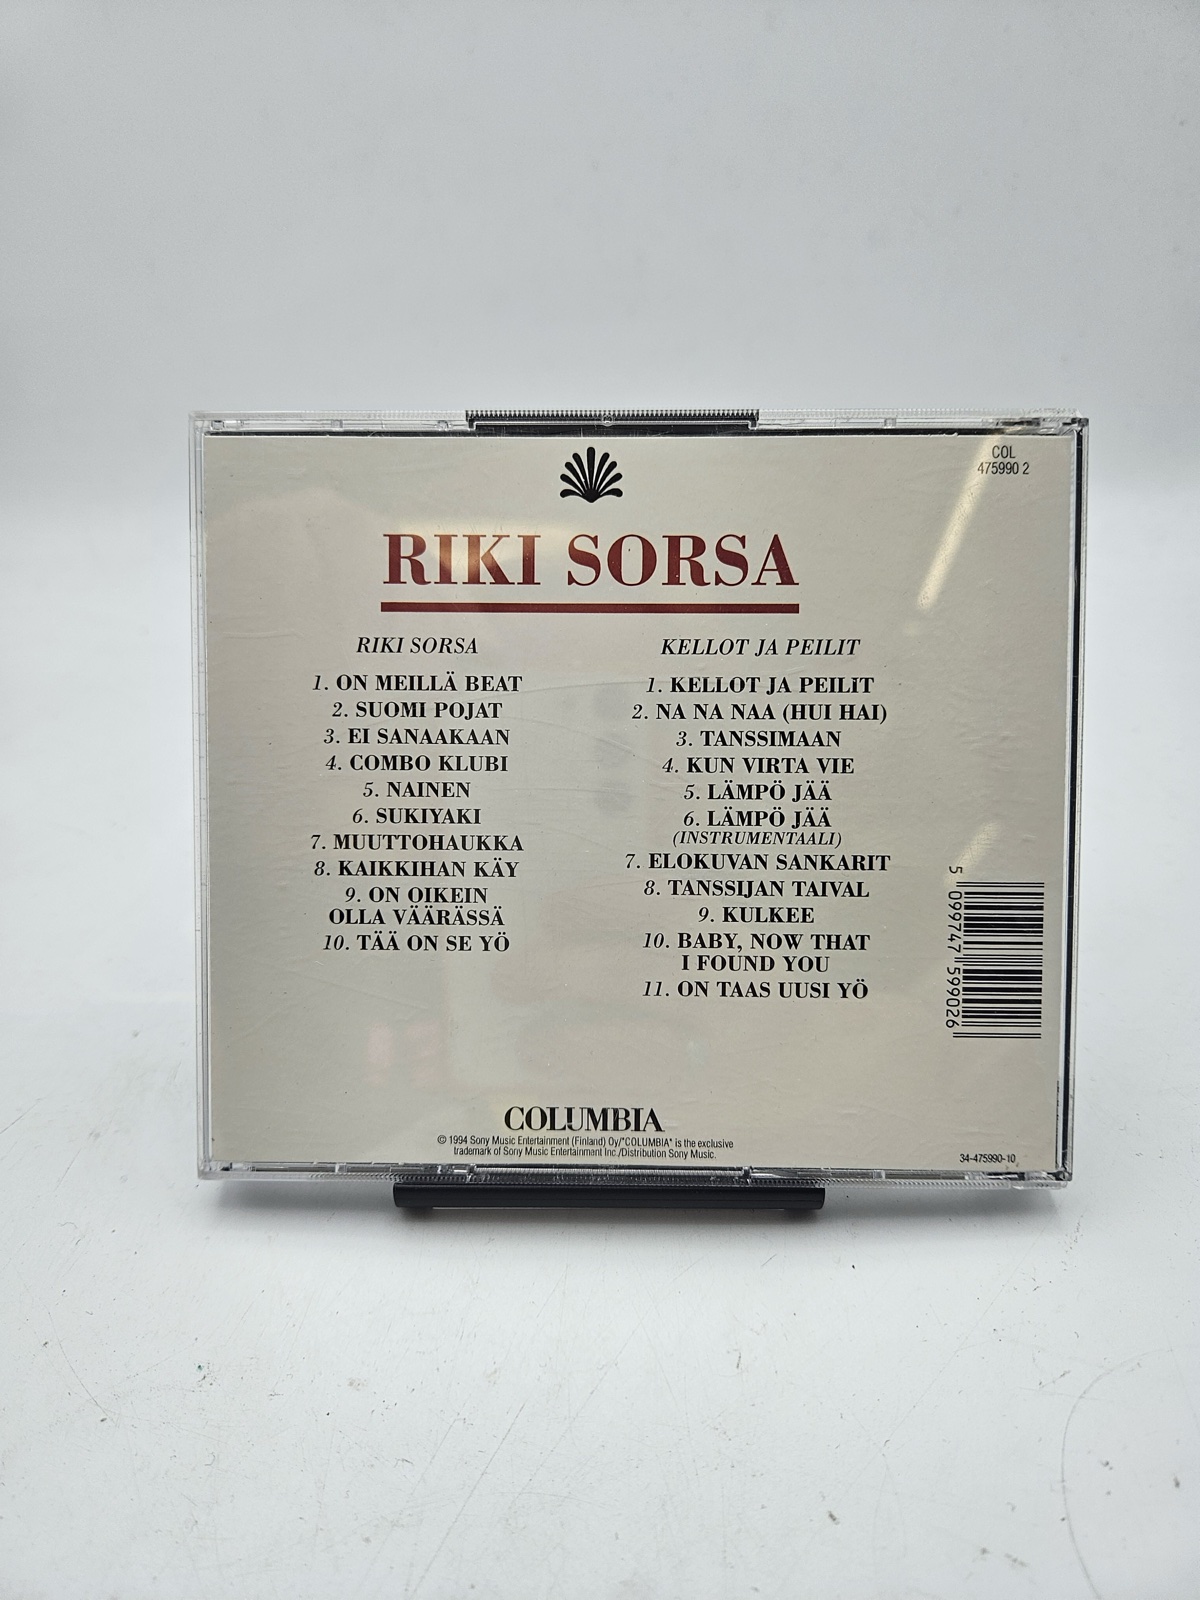 COL
475990 2
RIKI SORSA
RIKI SORSA
1. ON MEILLÄ BEAT
2. SUOMI POJAT
3. EI SANAAKAAN
4. COMBO KLUBI
5. NAINEN
6. SUKIYAKI
7. MUUTTOHAUKKA
8. KAIKKIHAN KÄY
9. ON OIKEIN
OLLA VÄÄRÄSSÄ
10. TÄÄ ON SE YÖ
KELLOT JA PEILIT
1. KELLOT JA PEILIT
2. NA NA NAA (HUI HAI)
3. TANSSIMAAN
4. KUN VIRTA VIE
5. LÄMPÖ JÄÄ
6. LÄMPÖ JÄÄ
(INSTRUMENTAALI)
7. ELOKUVAN SANKARIT
8. TANSSIJAN TAIVAL
9. KULKEE
10. BABY, NOW THAT
I FOUND YOU
11. ON TAAS UUSI YÖ
5 099747 599026
COLUMBIA
© 1994 Sony Music Entertainment (Finland) Oy/"COLUMBIA" is the exclusive
trademark of Sony Music Entertainment Inc./Distribution Sony Music.
34-475990-10